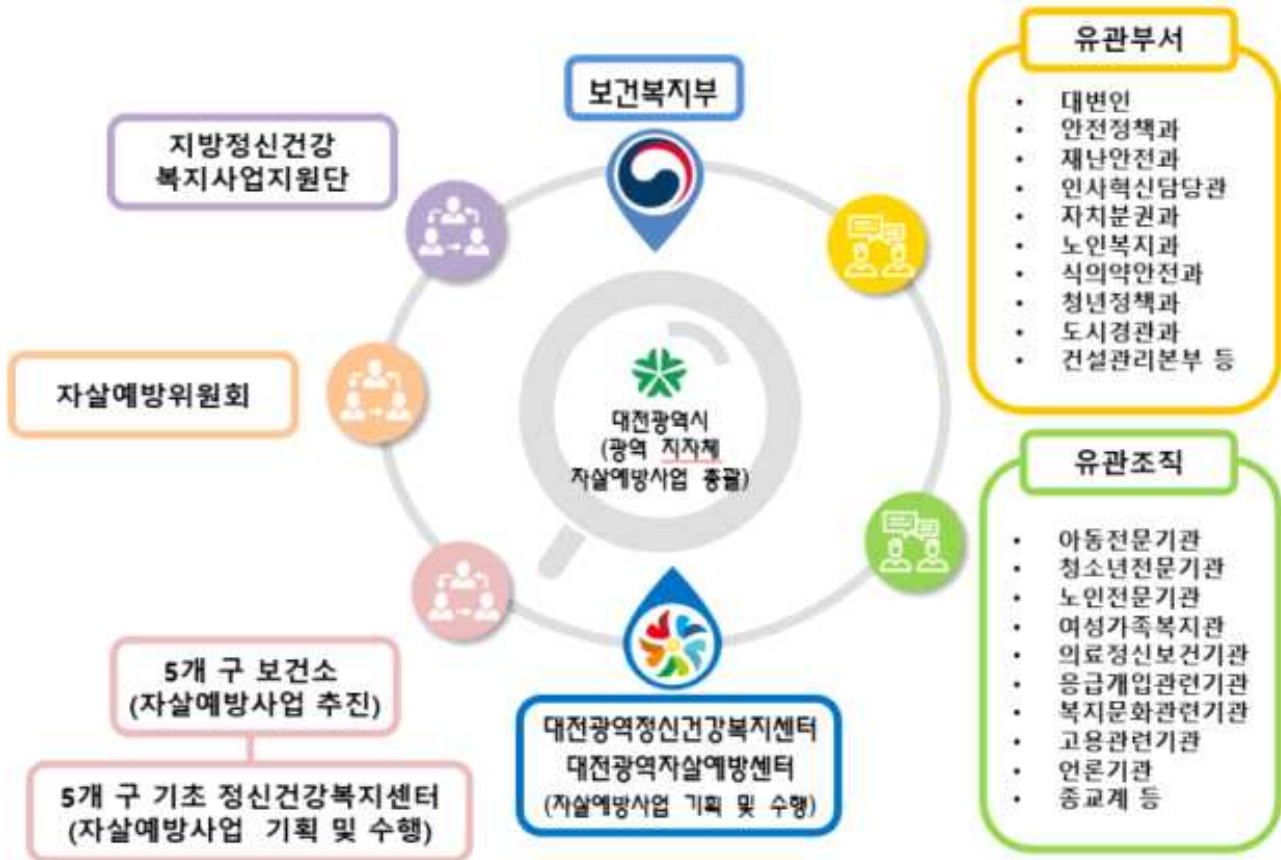 보건복지부
지방정신건강
복지사업지원단
자살예방위원회
대전광역시
(광역 지자체
자살예방사업 총괄)
5개 구 보건소
(자살예방사업 추진)
5개 구 기초 정신건강복지센터
(자살예방사업 기획 및 수행)
대전광역정신건강복지센터
대전광역자살예방센터
(자살예방사업 기획 및 수행)
유관부서
• 대변인
• 안전정책과
• 재난안전과
• 인사혁신담당관
• 자치분권과
• 노인복지과
• 식의약안전과
• 청년정책과
• 도시경관과
• 건설관리본부 등
유관조직
• 아동전문기관
• 청소년전문기관
• 노인전문기관
• 여성가족복지관
• 의료정신보건기관
• 응급개입관련기관
• 복지문화관련기관
• 고용관련기관
• 언론기관
• 종교계 등